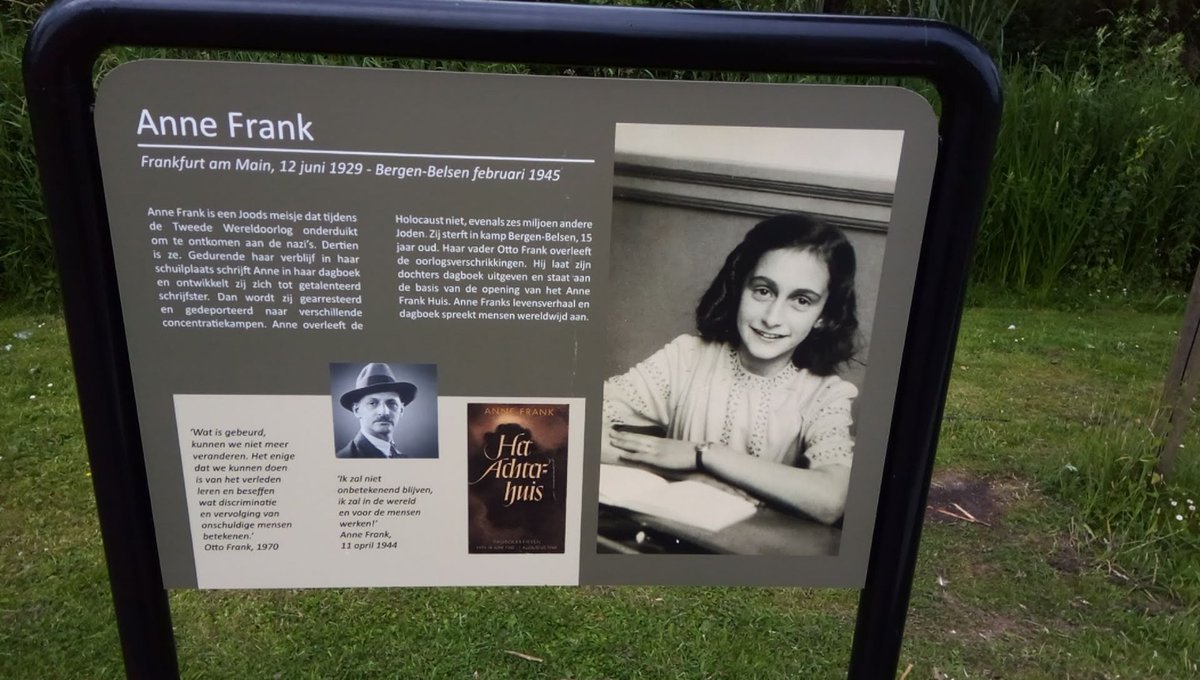 Anne Frank
Frankfurt am Main, 12 juni 1929 - Bergen-Belsen februari 1945
Anne Frank is een Joods meisje dat tijdens
de Tweede Wereldoorlog onderduikt
om te ontkomen aan de nazi's. Dertien
is ze. Gedurende haar verblijf in haar
schuilplaats schrijft Anne in haar dagboek
en ontwikkelt zij zich tot getalenteerd
schrijfster. Dan wordt zij gearresteerd
en gedeporteerd naar verschillende
concentratiekampen. Anne overleeft de
Holocaust niet, evenals zes miljoen andere
Joden. Zij sterft in kamp Bergen-Belsen, 15
jaar oud. Haar vader Otto Frank overleeft
de oorlogsverschrikkingen. Hij laat zijn
dochters dagboek uitgeven en staat aan
de basis van de opening van het Anne
Frank Huis. Anne Franks levensverhaal en
dagboek spreekt mensen wereldwijd aan.
'Wat is gebeurd,
kunnen we niet meer
veranderen. Het enige
dat we kunnen doen
is van het verleden
leren en beseffen
wat discriminatie
en vervolging van
onschuldige mensen
betekenen.'
Otto Frank, 1970
'Ik zal niet
onbetekenend blijven,
ik zal in de wereld
en voor de mensen
werken!'
Anne Frank,
11 april 1944
ANNE FRANK
Het
Achter-
huis